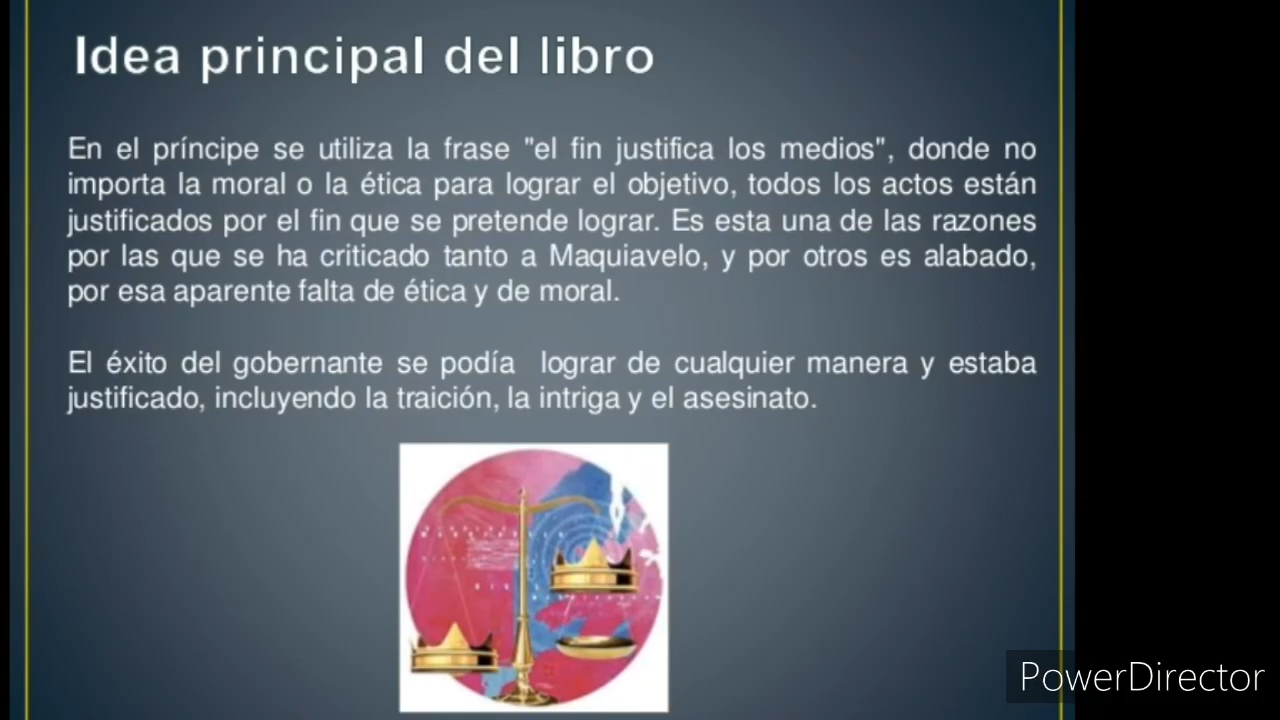 Idea principal del libro
En el príncipe se utiliza la frase "el fin justifica los medios", donde no
importa la moral o la ética para lograr el objetivo, todos los actos están
justificados por el fin que se pretende lograr. Es esta una de las razones
por las que se ha criticado tanto a Maquiavelo, y por otros es alabado,
por esa aparente falta de ética y de moral.
El éxito del gobernante se podía lograr de cualquier manera y estaba
justificado, incluyendo la traición, la intriga y el asesinato.
PowerDirector